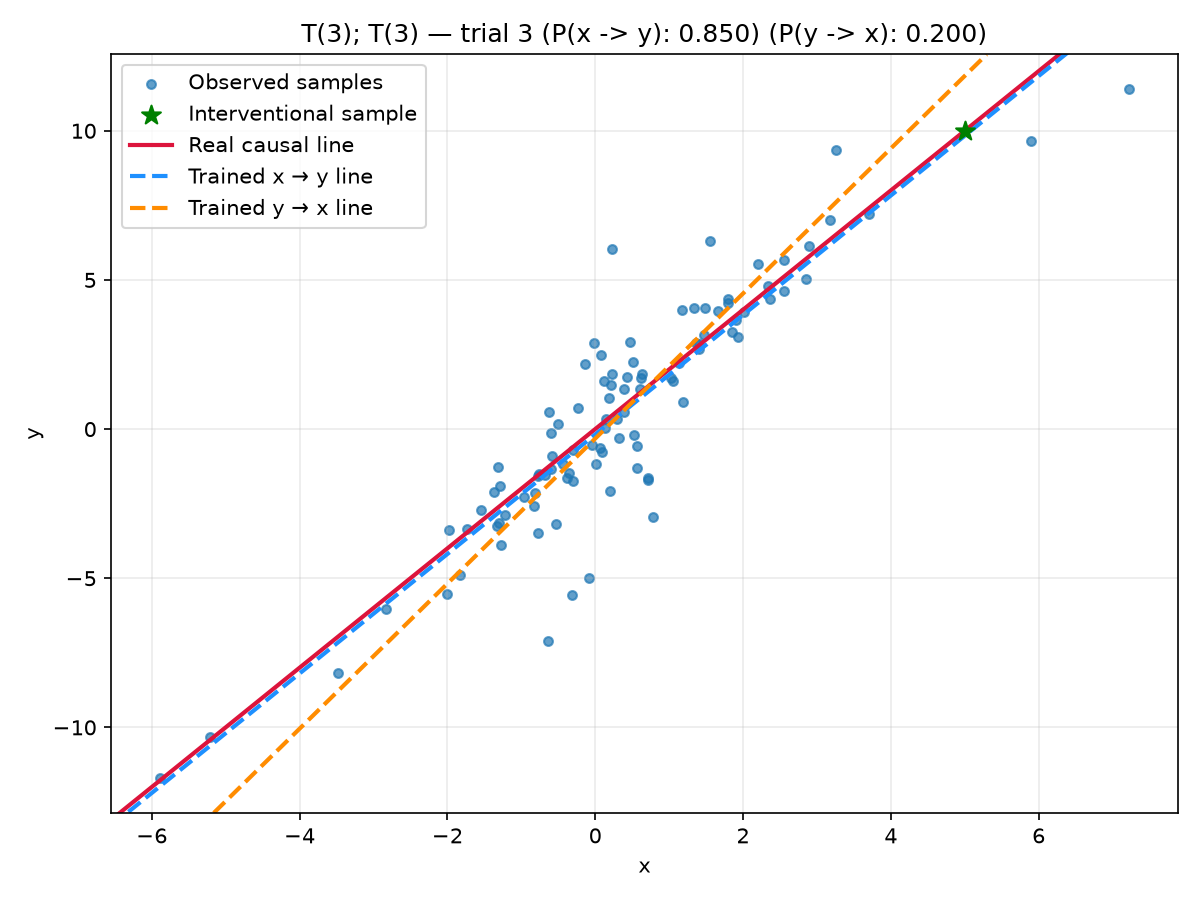 T(3); T(3) — trial 3 (P(x -> y): 0.850) (P(y -> x): 0.200)
Observed samples
Interventional sample
Real causal line
Trained x → y line
Trained y → x line
10
5
0
−5
−10
y
−6 −4 −2 0 2 4 6
x